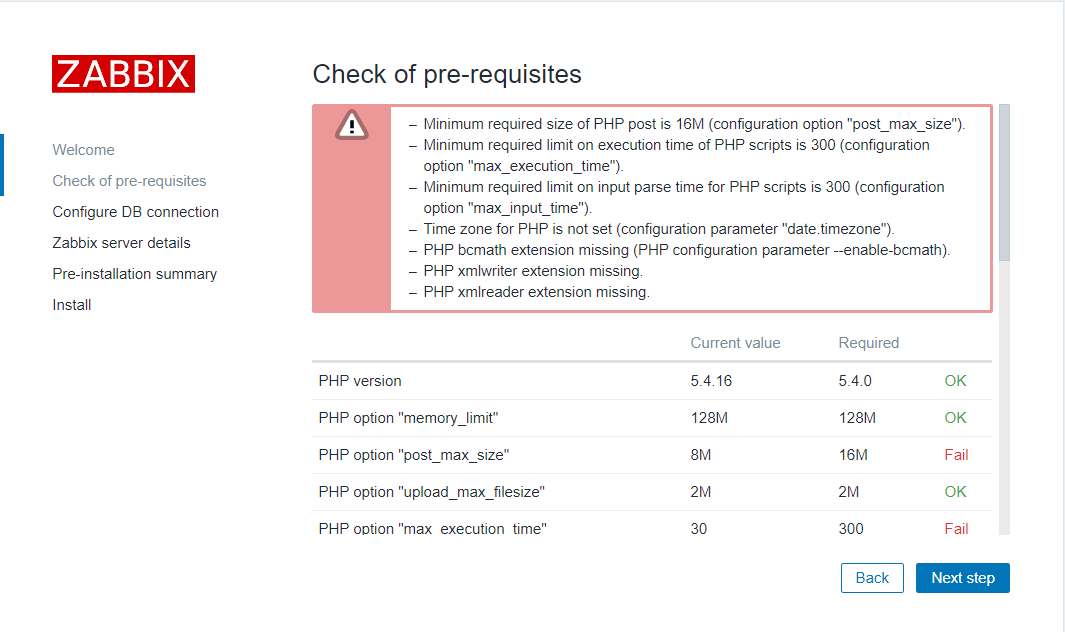 ZABBIX
Welcome
Check of pre-requisites
Configure DB connection
Zabbix server details
Pre-installation summary
Install
Check of pre-requisites
– Minimum required size of PHP post is 16M (configuration option "post_max_size").
– Minimum required limit on execution time of PHP scripts is 300 (configuration
option "max_execution_time").
– Minimum required limit on input parse time for PHP scripts is 300 (configuration
option "max_input_time").
– Time zone for PHP is not set (configuration parameter "date.timezone").
– PHP bcmath extension missing (PHP configuration parameter --enable-bcmath).
– PHP xmlwriter extension missing.
– PHP xmlreader extension missing.
Current value Required
PHP version 5.4.16 5.4.0 OK
PHP option "memory_limit" 128M 128M OK
PHP option "post_max_size" 8M 16M Fail
PHP option "upload_max_filesize" 2M 2M OK
PHP option "max_execution_time" 30 300 Fail
Back Next step